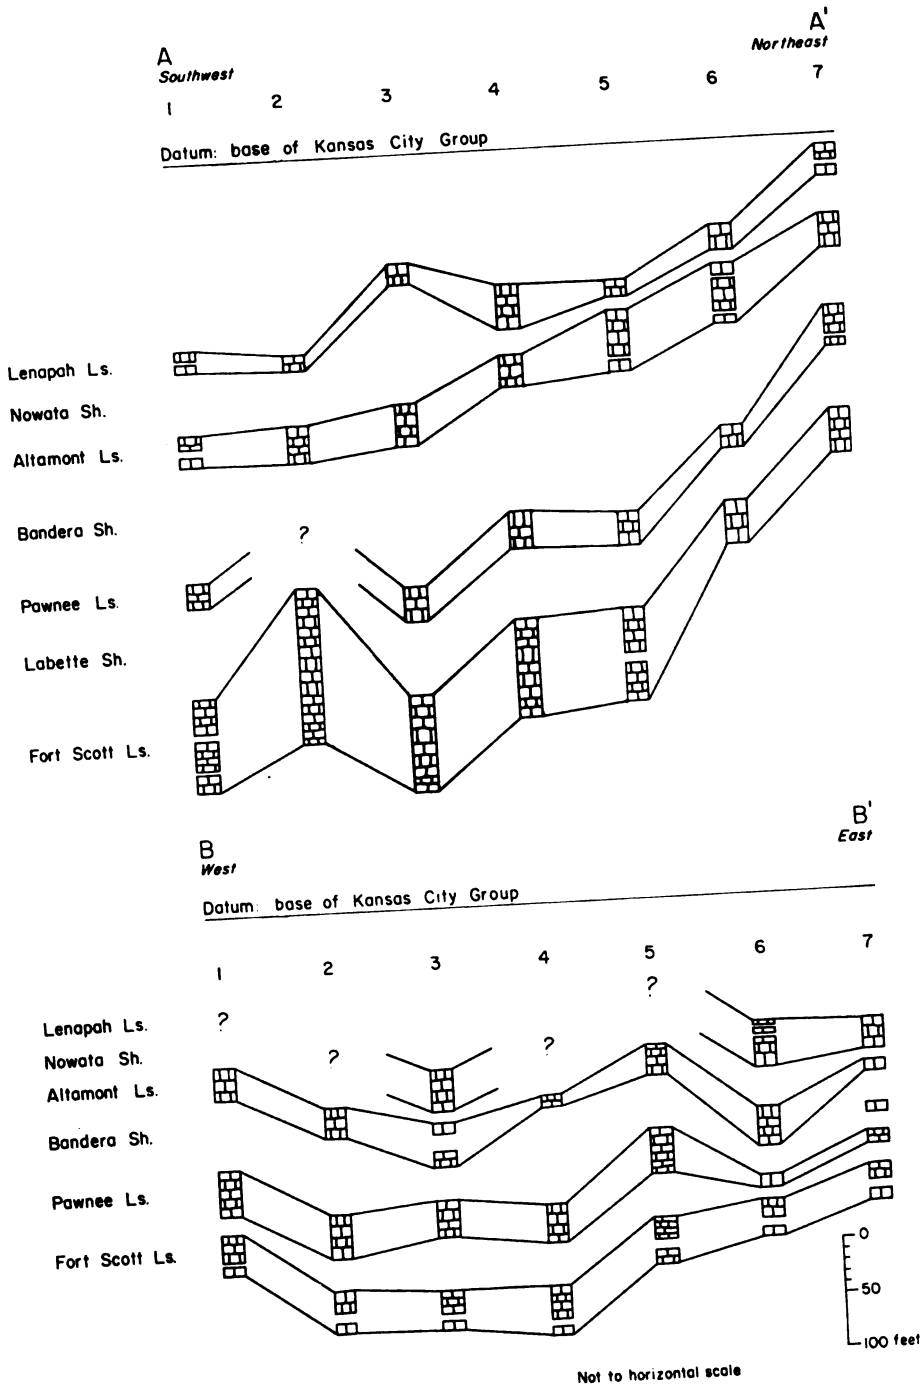 A
A'
Southwest
Northeast
1 2 3 4 5 6 7
Datum: base of Kansas City Group
Lenapah Ls.
Nowata Sh.
Altamont Ls.
Bandera Sh.
?
Pawnee Ls.
Labette Sh.
Fort Scott Ls.
B
B'
West
East
Datum: base of Kansas City Group
1 2 3 4 5 6 7
Lenapah Ls.
? ? ? ?
Nowata Sh.
Altamont Ls.
Bandera Sh.
Pawnee Ls.
Fort Scott Ls.
0
50
100 feet
Not to horizontal scale